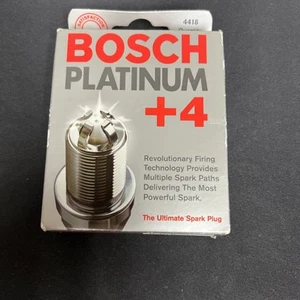 SATISFACTION
4418
BOSCH
PLATINUM
+4
Revolutionary Firing
Technology Provides
Multiple Spark Paths
Delivering The Most
Powerful Spark.
The Ultimate Spark Plug